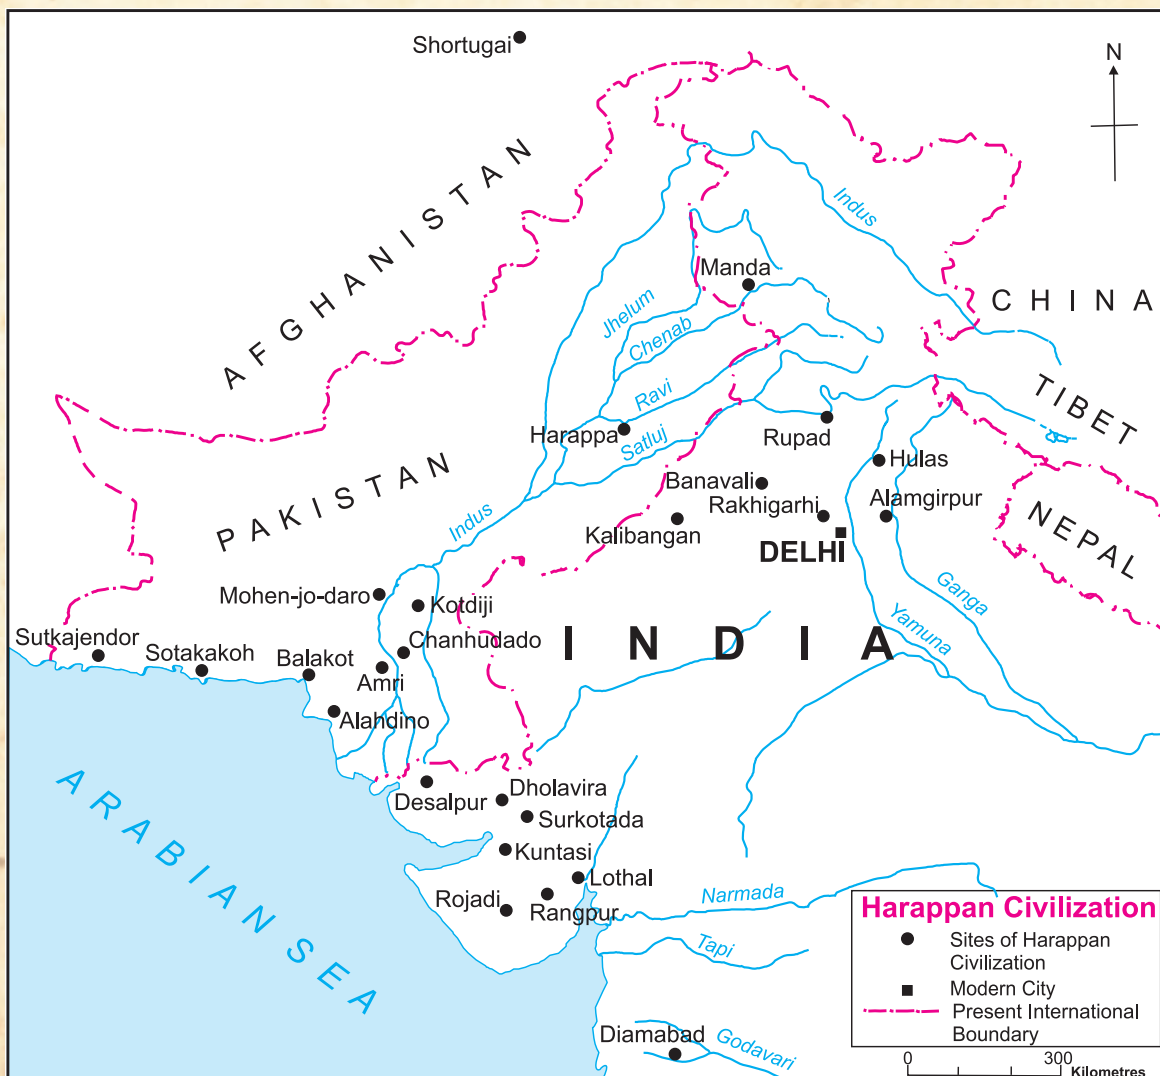 Shortugai
N
AFGHANISTAN
Indus
Manda
CHINA
Jhelum
Chenab
TIBET
Ravi
Harappa
Satluj
Rupad
PAKISTAN
Hulas
Banavali
Rakhigarhi
Alamgirpur
Indus
Kalibangan
DELHI
NEPAL
Mohen-jo-daro
Kotdiji
Ganga
Yamuna
Sutkajendor
Sotakakoh
Balakot
Chanhudado
INDIA
Amri
Alahdino
ARABIAN SEA
Desalpur
Dholavira
Surkotada
Kuntasi
Lothal
Rojadi
Rangpur
Narmada
Tapi
Diamabad
Godavari
Harappan Civilization
Sites of Harappan
Civilization
Modern City
Present International
Boundary
0 300
Kilometres